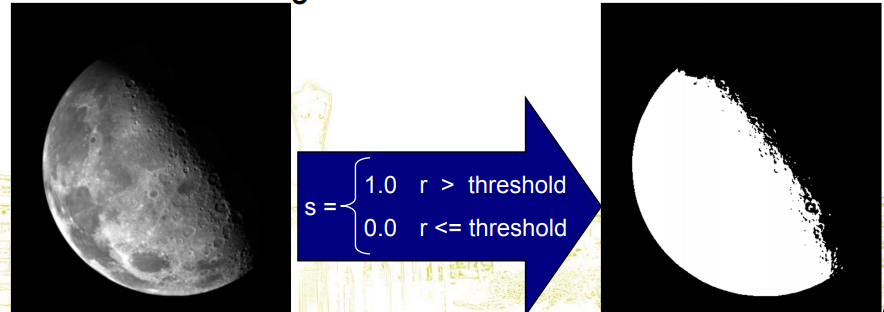 s =
1.0 r > threshold
0.0 r <= threshold